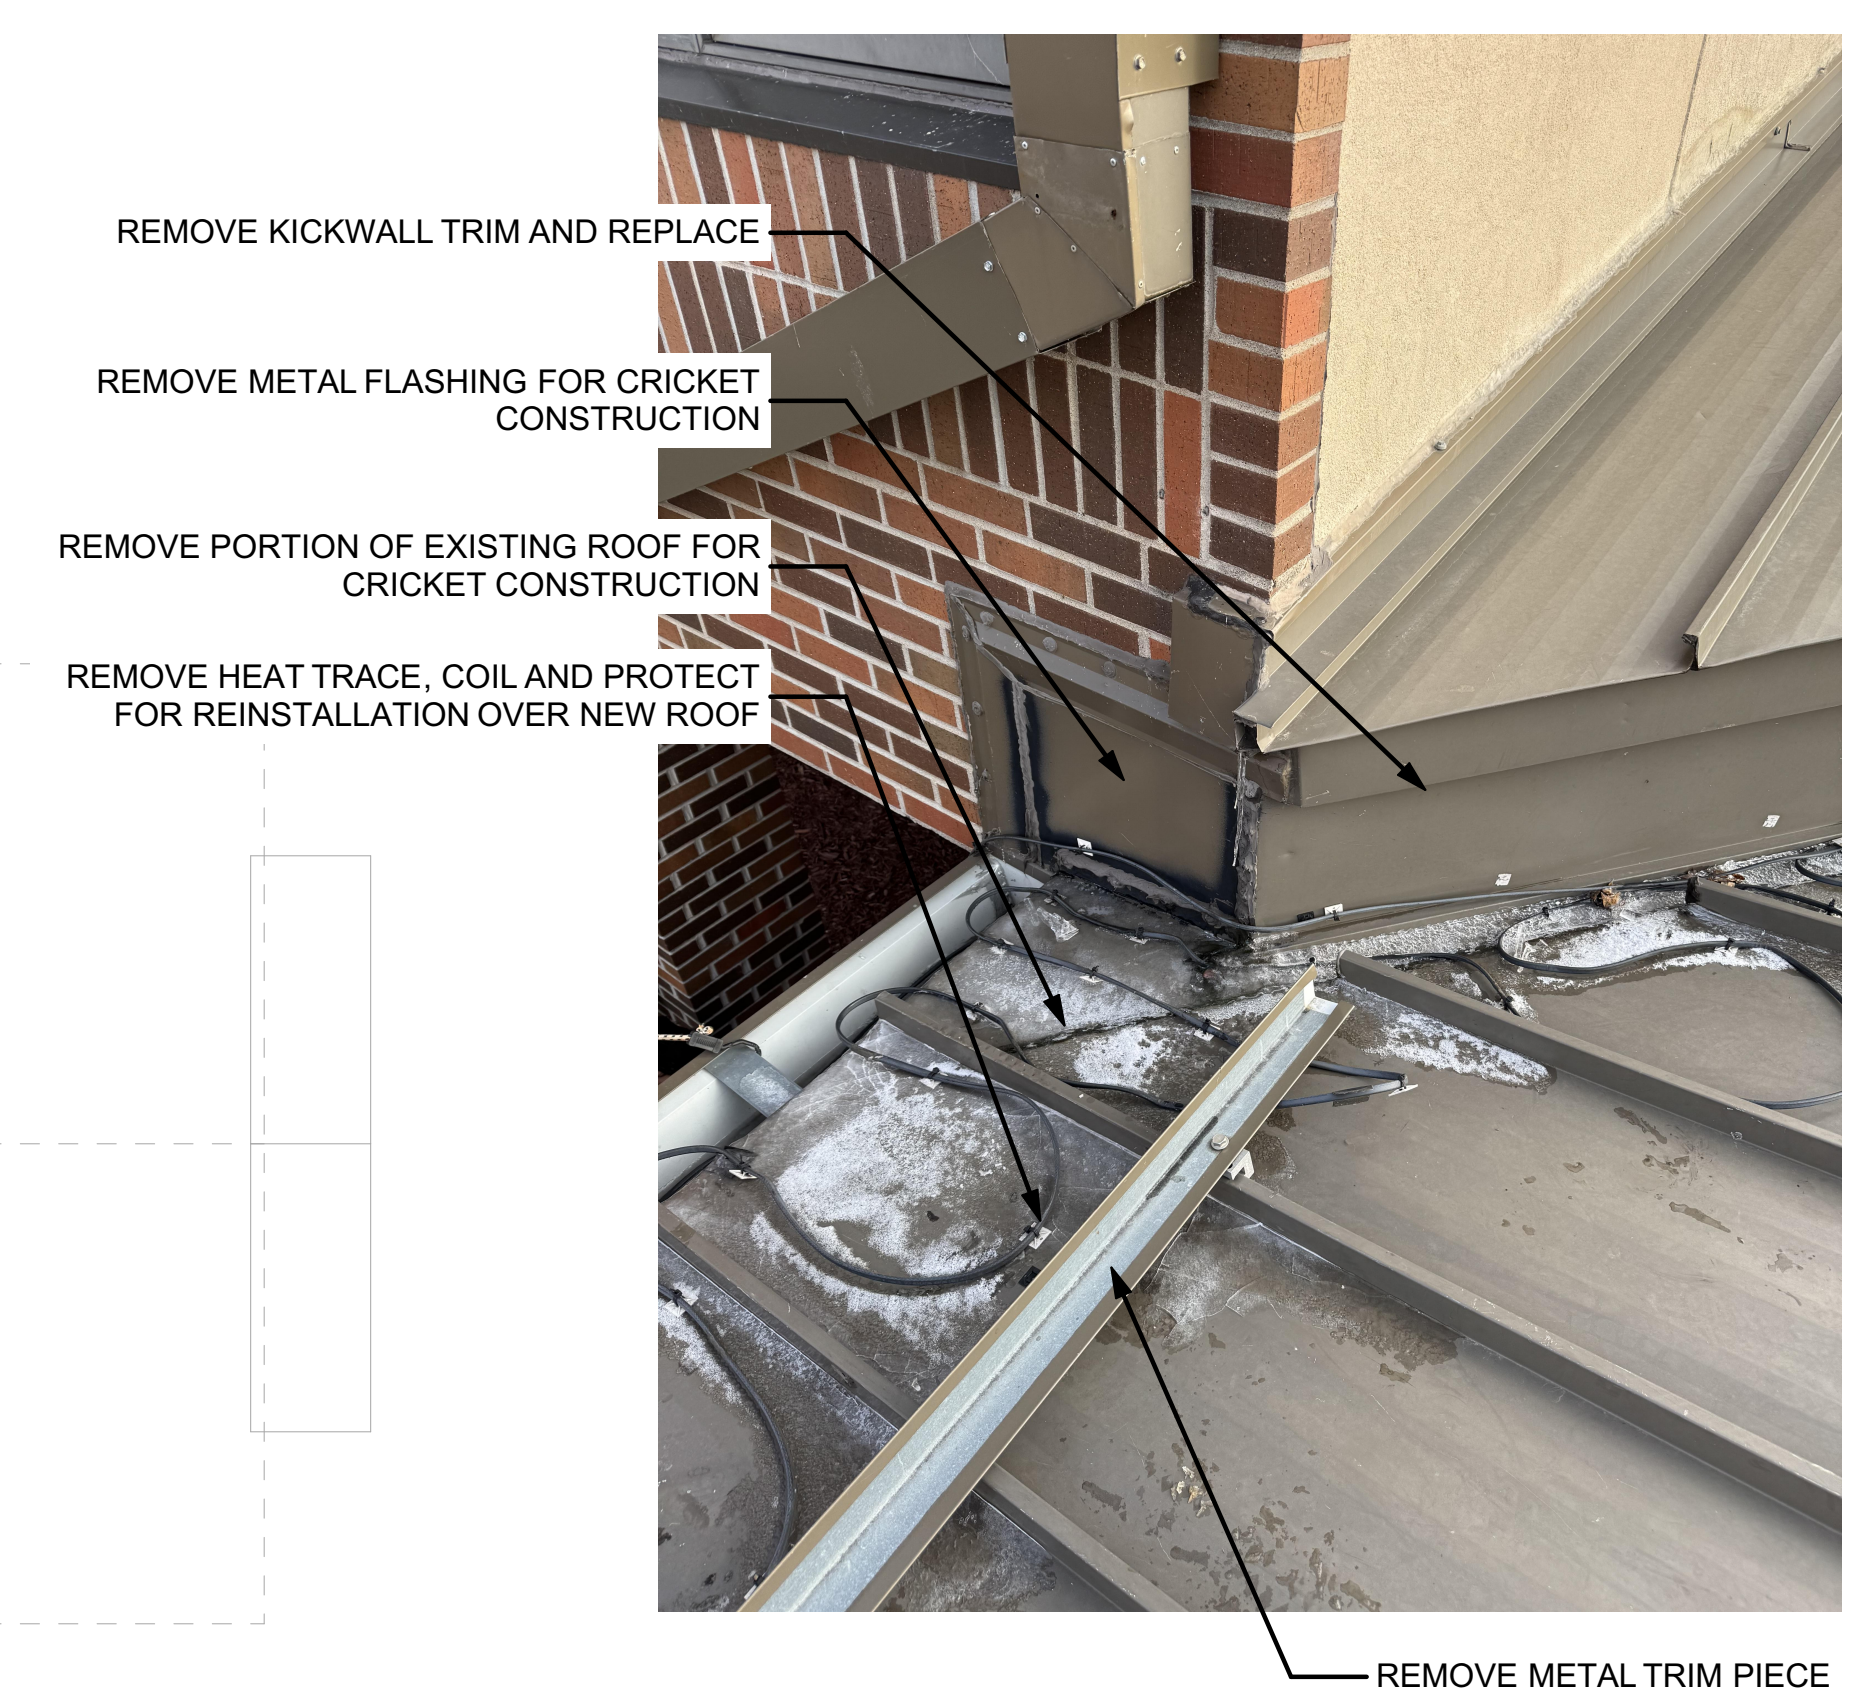 REMOVE KICKWALL TRIM AND REPLACE
REMOVE METAL FLASHING FOR CRICKET
CONSTRUCTION
REMOVE PORTION OF EXISTING ROOF FOR
CRICKET CONSTRUCTION
REMOVE HEAT TRACE, COIL AND PROTECT
FOR REINSTALLATION OVER NEW ROOF
REMOVE METAL TRIM PIECE